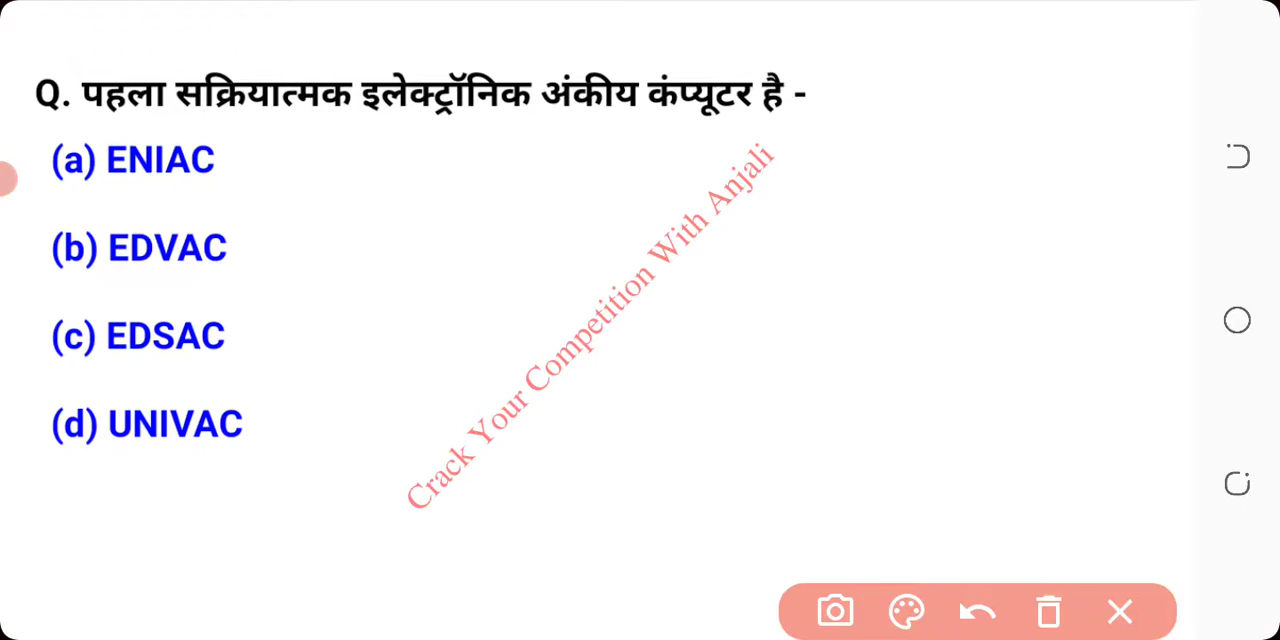 Q. पहला सक्रियात्मक इलेक्ट्रॉनिक अंकीय कंप्यूटर है -
(a) ENIAC
(b) EDVAC
(c) EDSAC
(d) UNIVAC
Crack Your Competition With Anjali